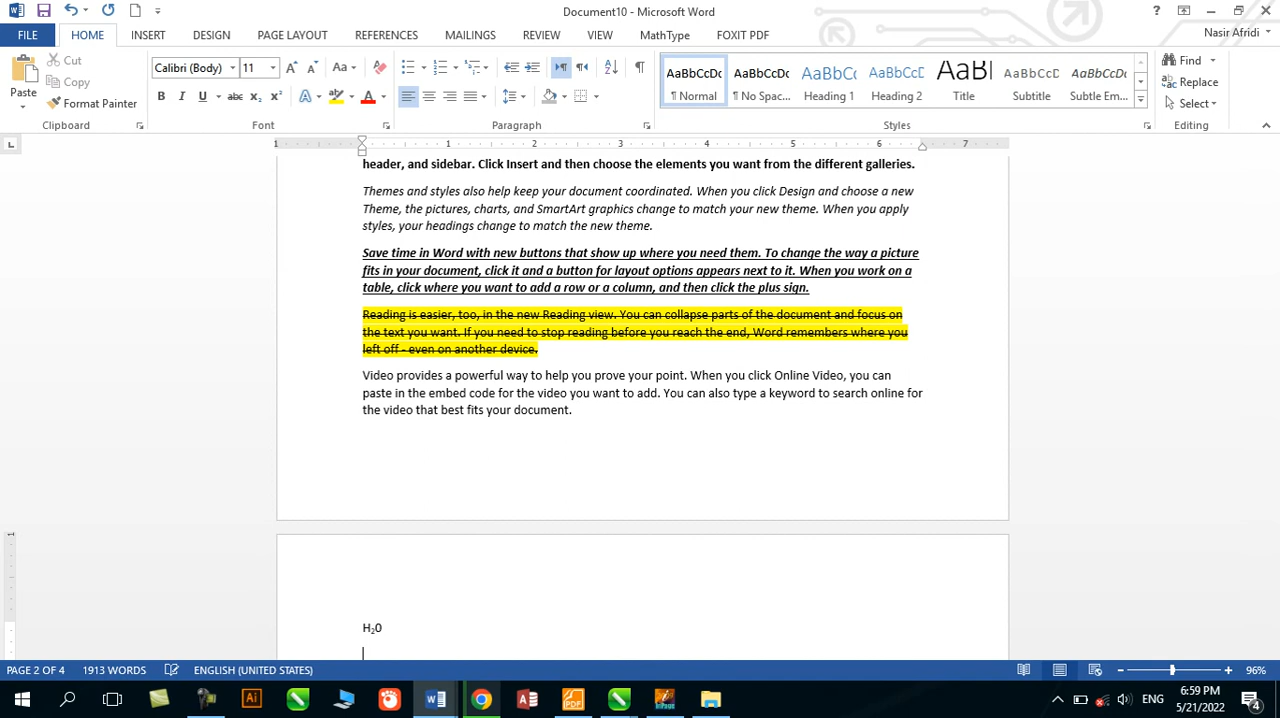 Document10 - Microsoft Word
FILE HOME INSERT DESIGN PAGE LAYOUT REFERENCES MAILINGS REVIEW VIEW MathType FOXIT PDF Nasir Afridi
Paste
Cut
Copy
Format Painter
Clipboard
Calibri (Body) 11
Font
Paragraph
AaBbCcDc AaBbCcDc AaBbCc AaBbCcD AaBl AaBbCcD AaBbCcDc
¶ Normal ¶ No Spac... Heading 1 Heading 2 Title Subtitle Subtle Em...
Styles
Find
Replace
Select
Editing
1 1 2 3 4 5 6 7
header, and sidebar. Click Insert and then choose the elements you want from the different galleries.
Themes and styles also help keep your document coordinated. When you click Design and choose a new
Theme, the pictures, charts, and SmartArt graphics change to match your new theme. When you apply
styles, your headings change to match the new theme.
Save time in Word with new buttons that show up where you need them. To change the way a picture
fits in your document, click it and a button for layout options appears next to it. When you work on a
table, click where you want to add a row or a column, and then click the plus sign.
Reading is easier, too, in the new Reading view. You can collapse parts of the document and focus on
the text you want. If you need to stop reading before you reach the end, Word remembers where you
left off - even on another device.
Video provides a powerful way to help you prove your point. When you click Online Video, you can
paste in the embed code for the video you want to add. You can also type a keyword to search online for
the video that best fits your document.
H₂0
PAGE 2 OF 4 1913 WORDS ENGLISH (UNITED STATES) 96%
ENG 6:59 PM
5/21/2022 4